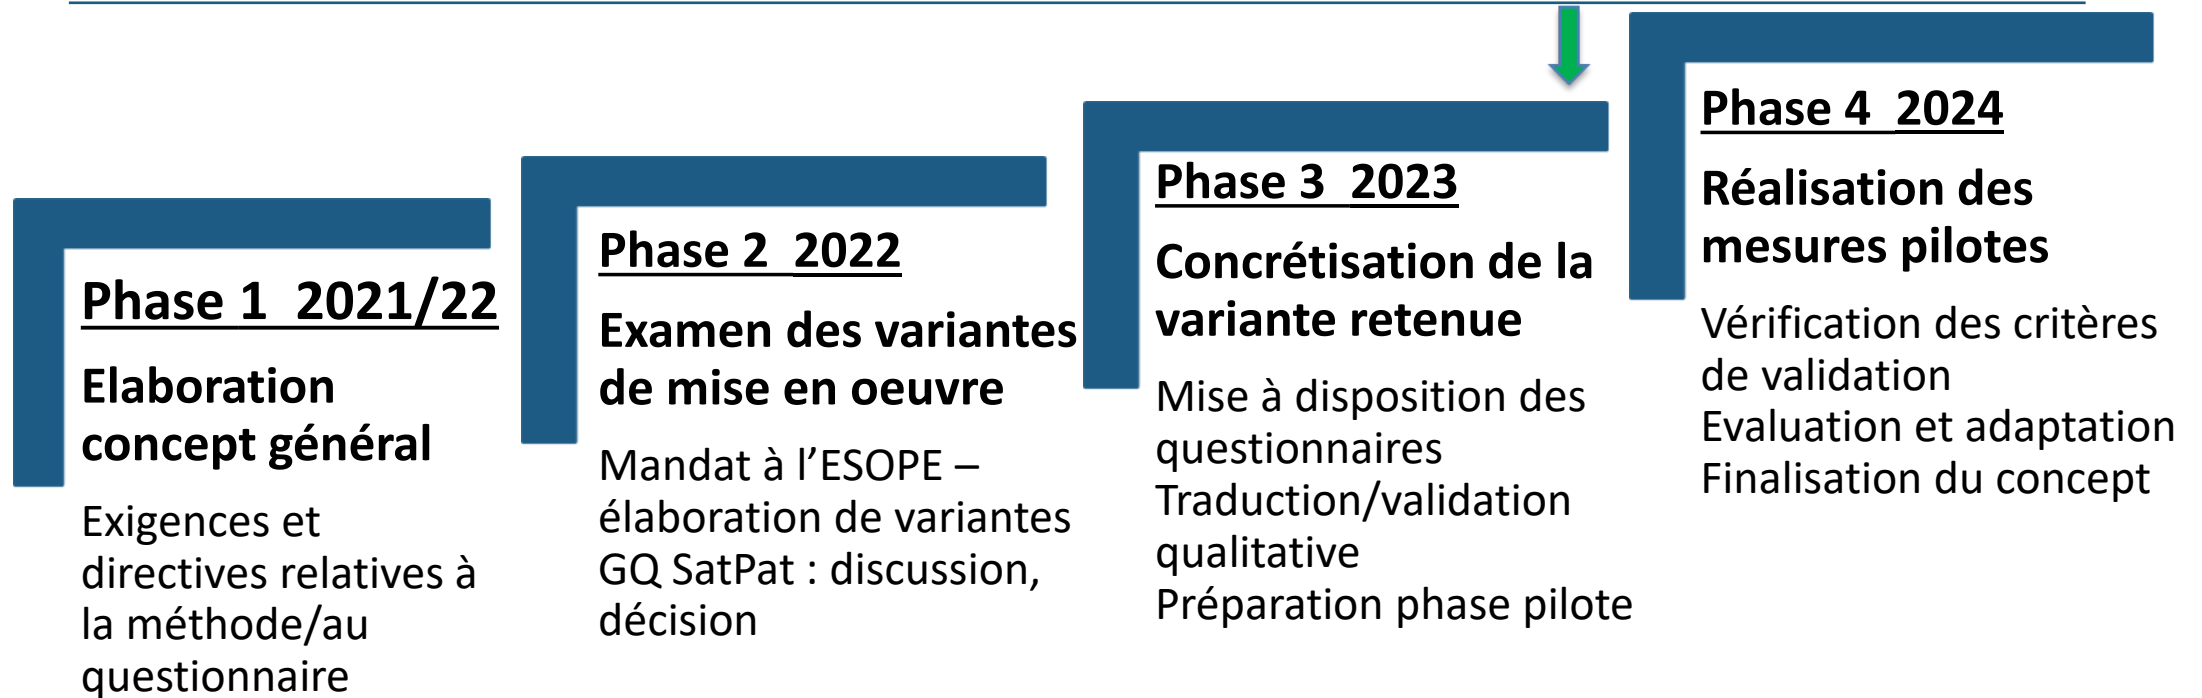 Phase 1  2021/22
Elaboration
concept général
Exigences et
directives relatives à
la méthode/au
questionnaire
Phase 2  2022
Examen des variantes
de mise en oeuvre
Mandat à l’ESOPE –
élaboration de variantes
GQ SatPat : discussion,
décision
Phase 3  2023
Concrétisation de la
variante retenue
Mise à disposition des
questionnaires
Traduction/validation
qualitative
Préparation phase pilote
Phase 4  2024
Réalisation des
mesures pilotes
Vérification des critères
de validation
Evaluation et adaptation
Finalisation du concept